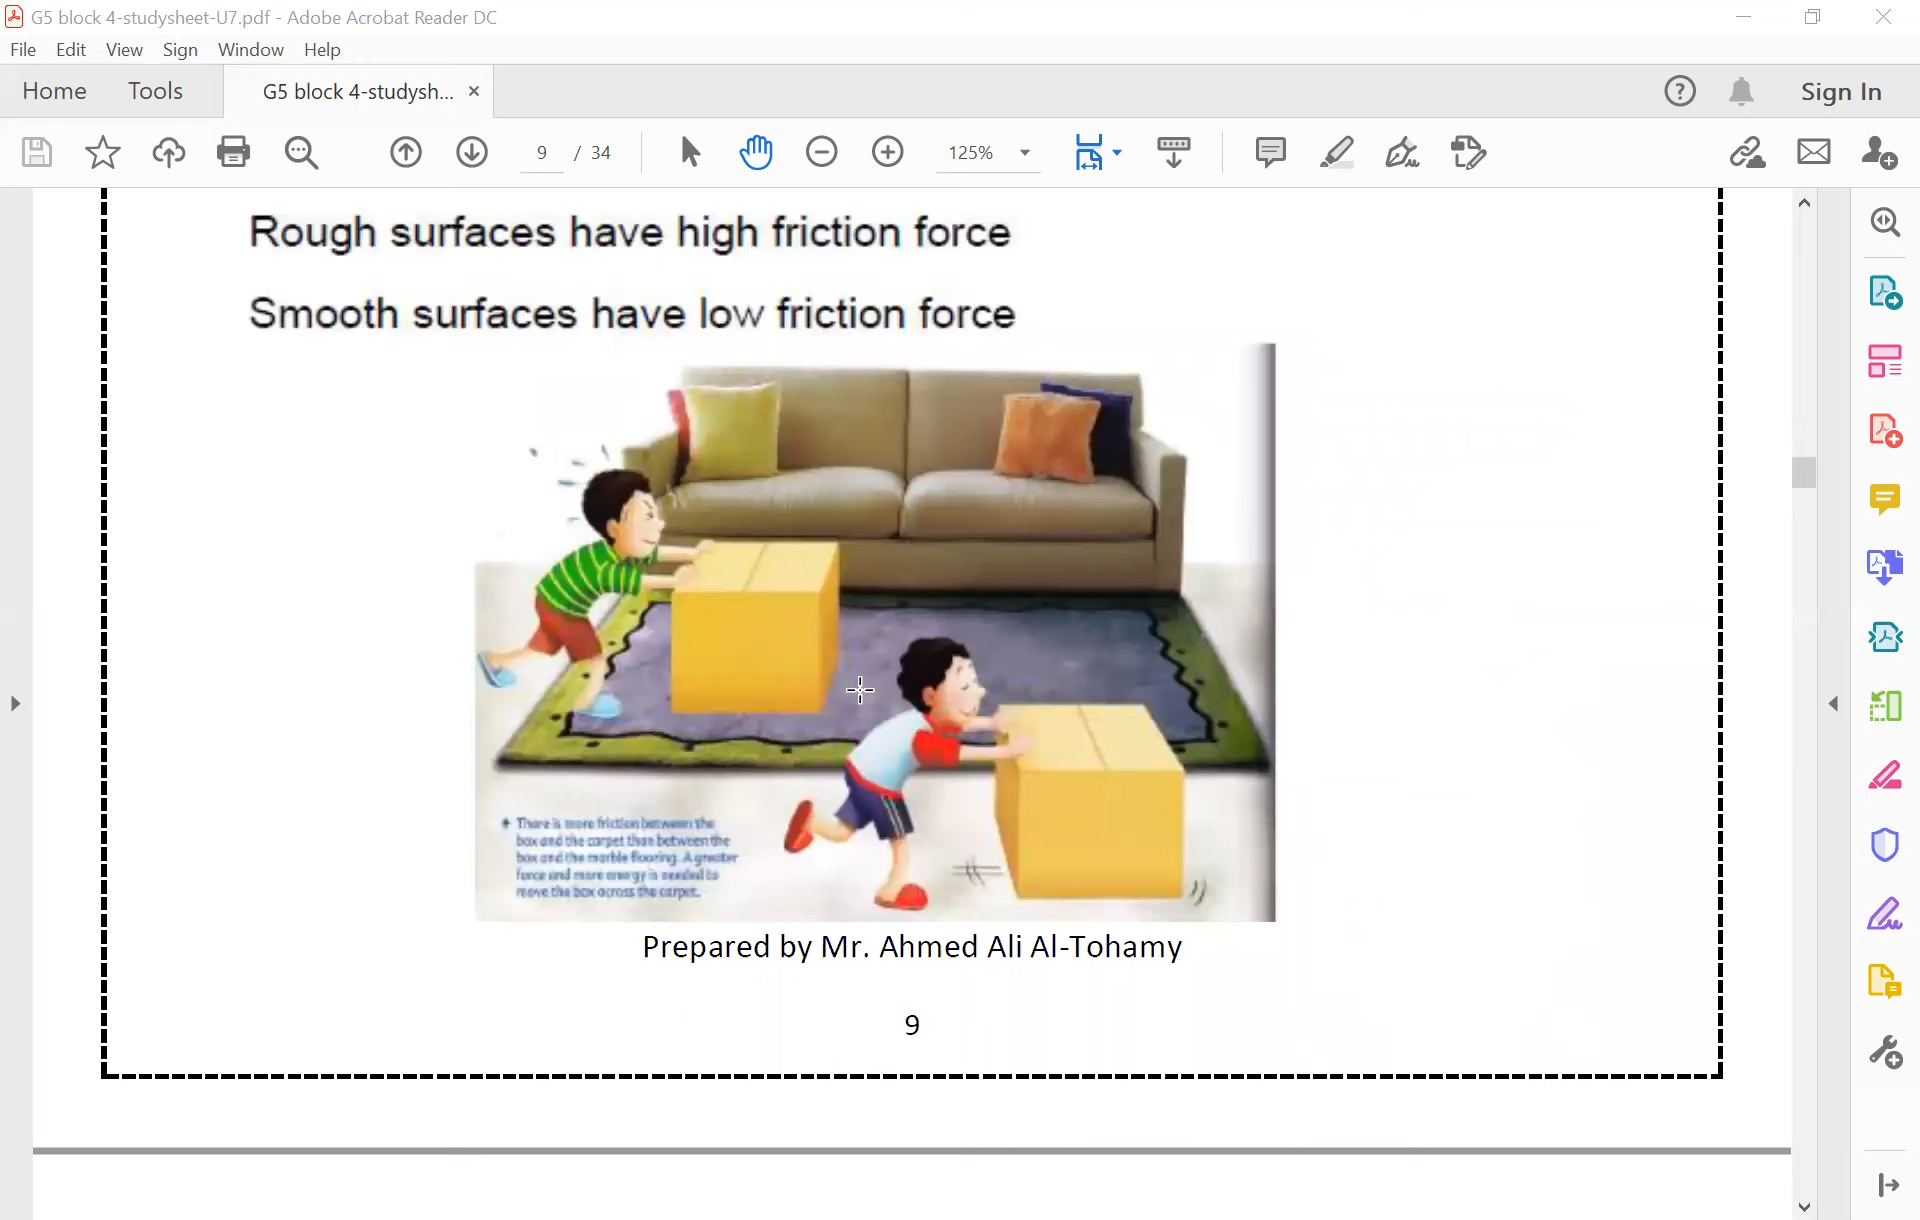 G5 block 4-studysheet-U7.pdf - Adobe Acrobat Reader DC
File Edit View Sign Window Help
Home Tools G5 block 4-studysh... × Sign In
9 / 34 125%
Rough surfaces have high friction force
Smooth surfaces have low friction force
There is more friction between the
box and the carpet than between the
box and the marble flooring. A greater
force and more energy is needed to
move the box across the carpet.
Prepared by Mr. Ahmed Ali Al-Tohamy
9